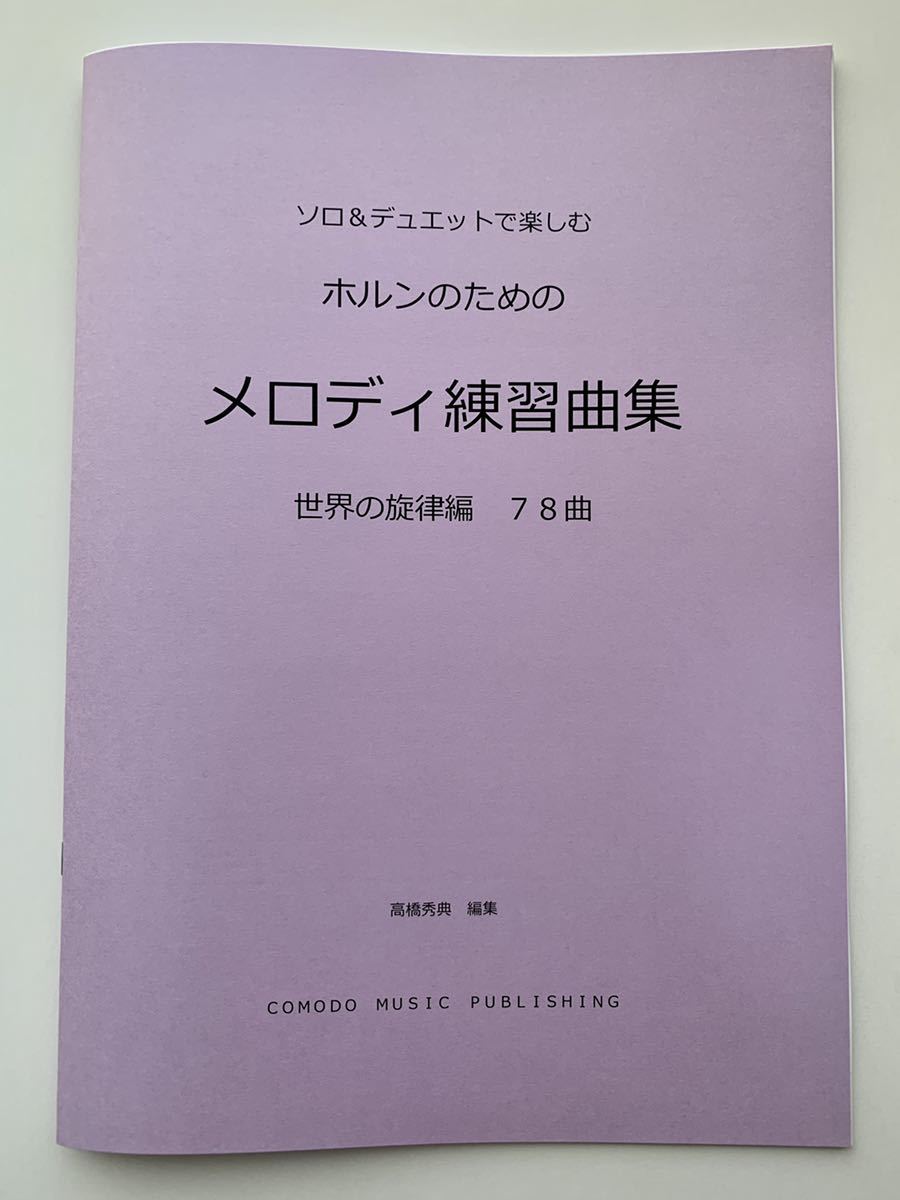 ソロ＆デュエットで楽しむ
ホルンのための
メロディ練習曲集
世界の旋律編　７８曲
高橋秀典　編集
ＣＯＭＯＤＯ　ＭＵＳＩＣ　ＰＵＢＬＩＳＨＩＮＧ